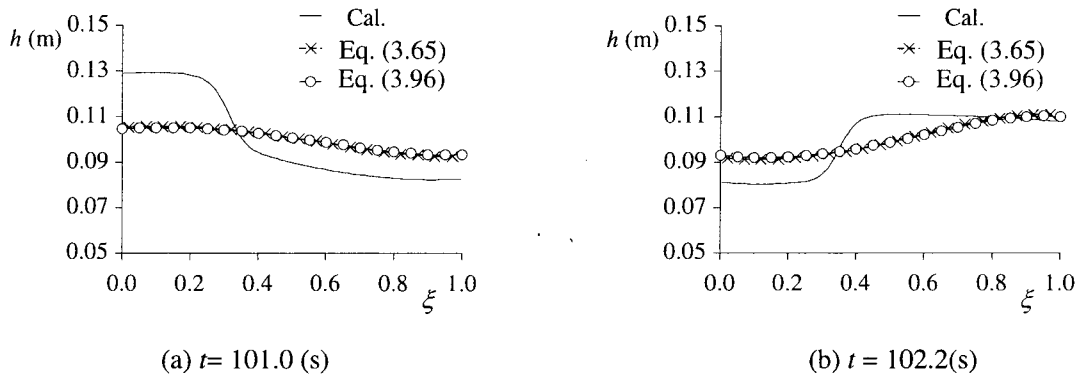 0.15
h (m)
0.13
0.11
0.09
0.07
0.05
0.0 0.2 0.4 0.6 0.8 1.0
ξ
Cal.
Eq. (3.65)
Eq. (3.96)
(a) t= 101.0 (s)
0.15
h (m)
0.13
0.11
0.09
0.07
0.05
0.0 0.2 0.4 0.6 0.8 1.0
ξ
Cal.
Eq. (3.65)
Eq. (3.96)
(b) t = 102.2(s)